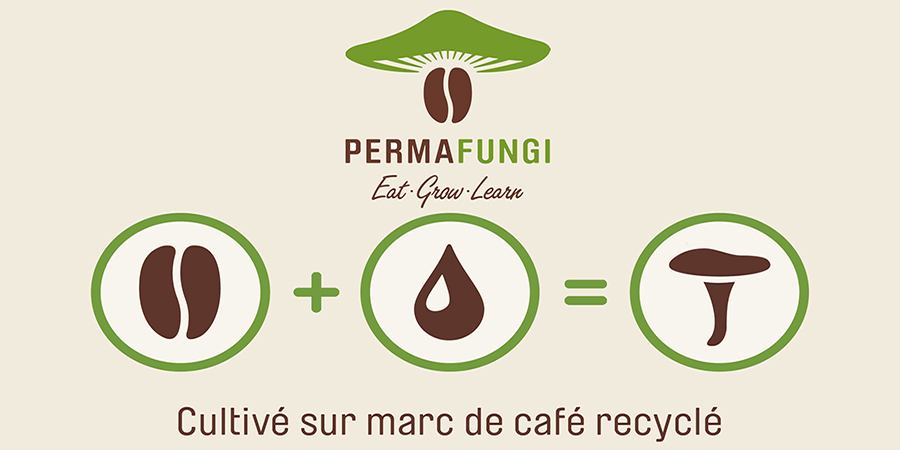 PERMAFUNGI
Eat·Grow·Learn
+ =
Cultivé sur marc de café recyclé